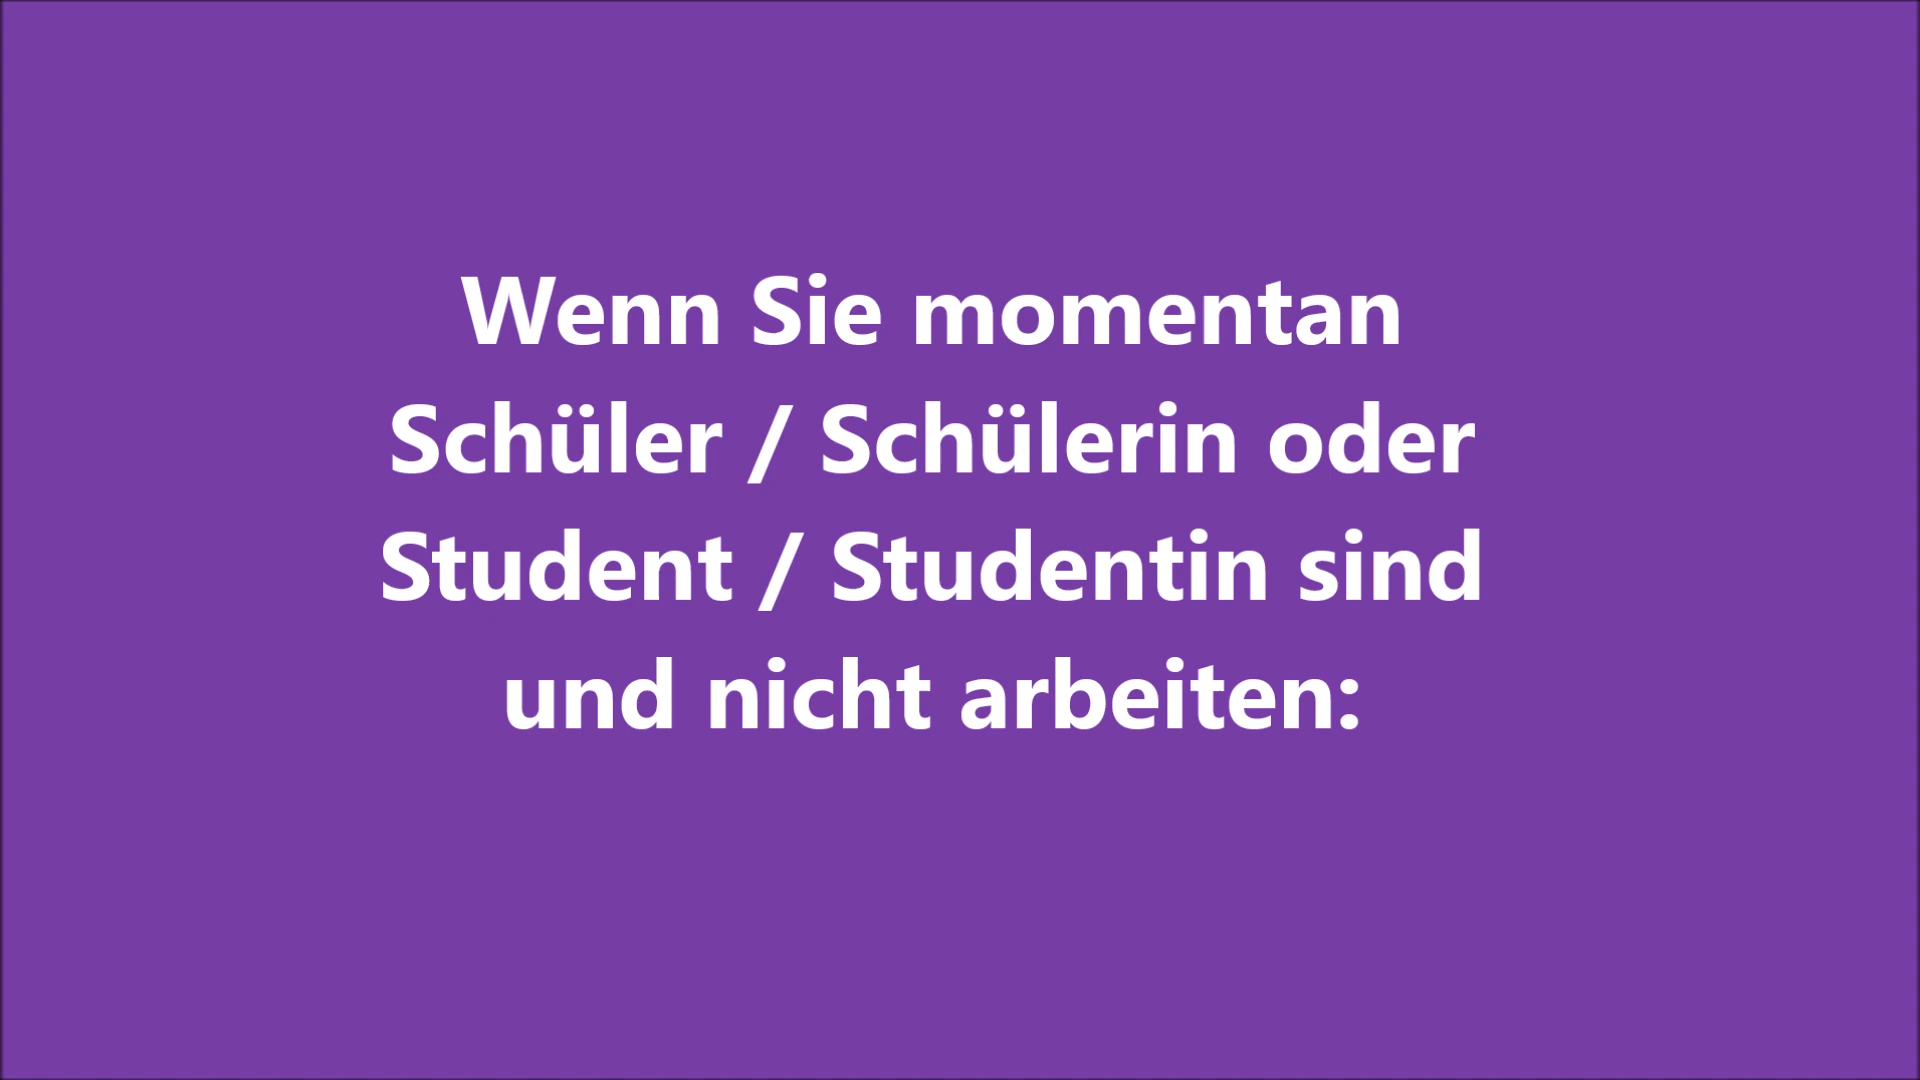 Wenn Sie momentan
Schüler / Schülerin oder
Student / Studentin sind
und nicht arbeiten: